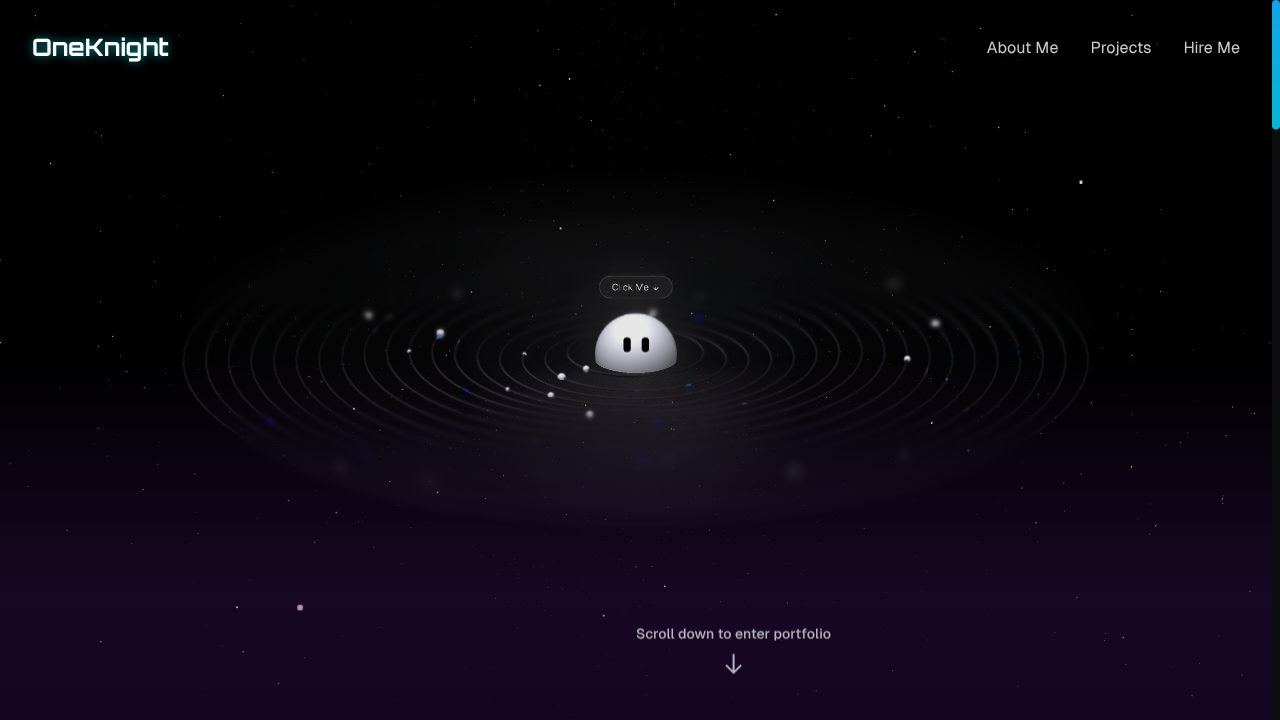 OneKnight
About Me
Projects
Hire Me
Click Me ↓
Scroll down to enter portfolio